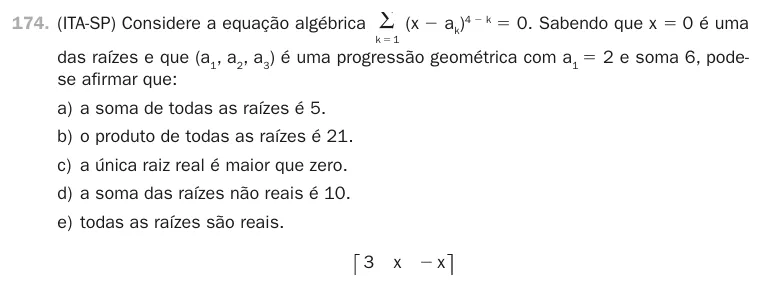 174. (ITA-SP) Considere a equação algébrica Σ k = 1 (x − aₖ)⁴ ⁻ ᵏ = 0. Sabendo que x = 0 é uma
das raízes e que (a₁, a₂, a₃) é uma progressão geométrica com a₁ = 2 e soma 6, pode-
se afirmar que:
a) a soma de todas as raízes é 5.
b) o produto de todas as raízes é 21.
c) a única raiz real é maior que zero.
d) a soma das raízes não reais é 10.
e) todas as raízes são reais.
3 x − x